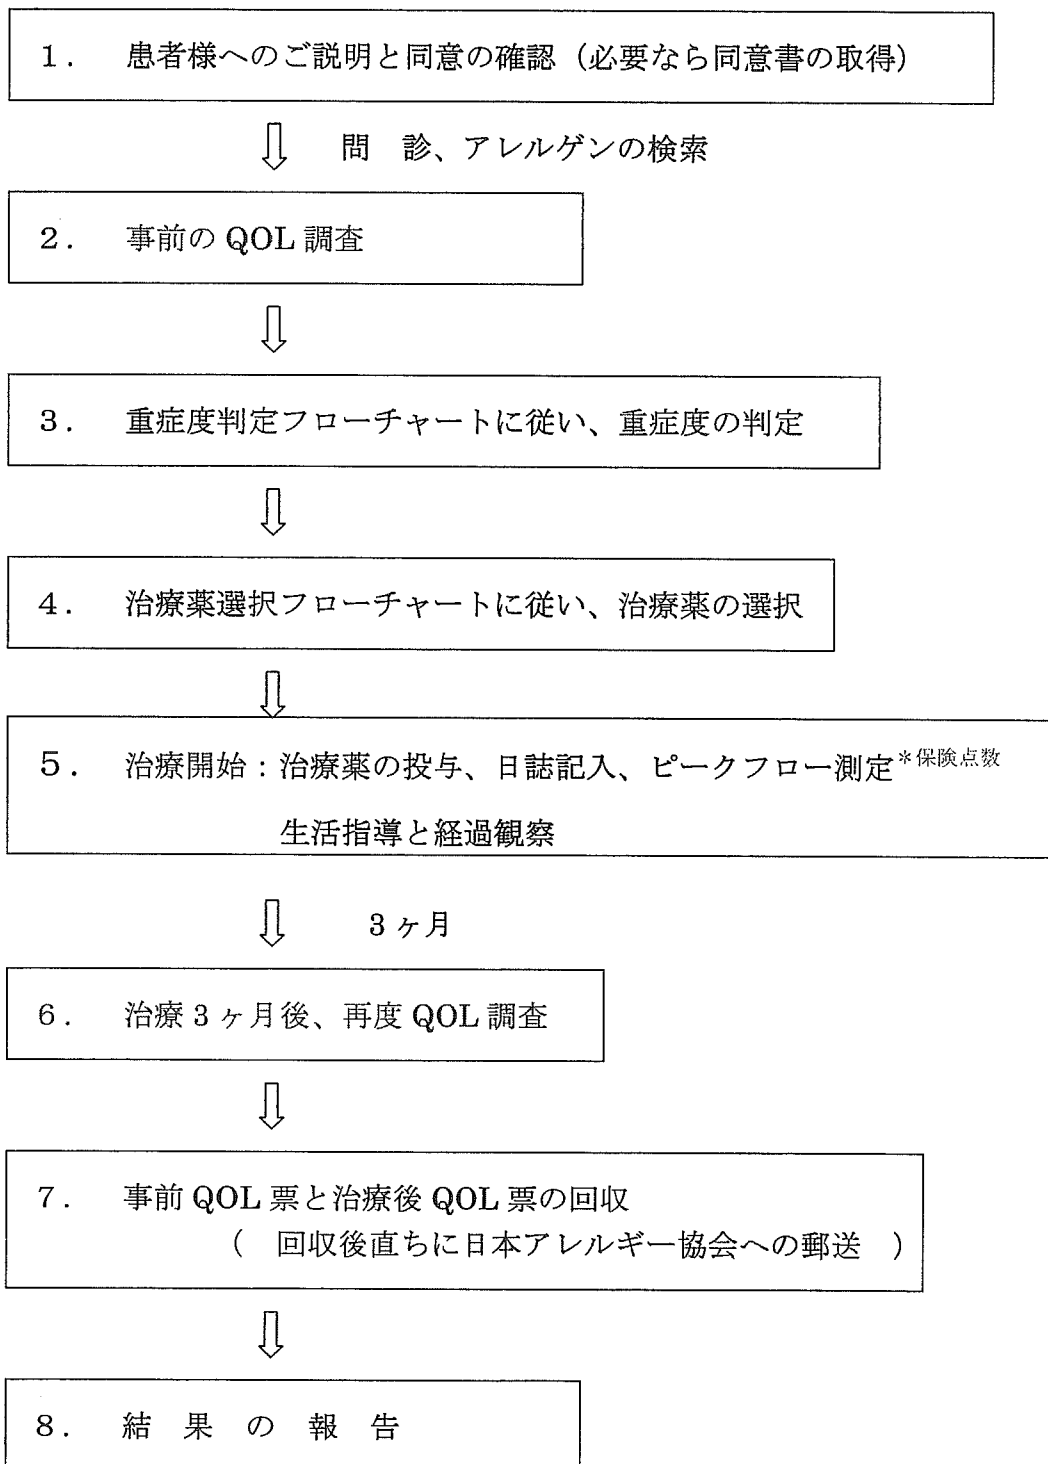 １． 患者様へのご説明と同意の確認（必要なら同意書の取得）
問　診、アレルゲンの検索
２． 事前の QOL 調査
３． 重症度判定フローチャートに従い、重症度の判定
４． 治療薬選択フローチャートに従い、治療薬の選択
５． 治療開始：治療薬の投与、日誌記入、ピークフロー測定＊保険点数
生活指導と経過観察
3 ヶ月
６． 治療 3 ヶ月後、再度 QOL 調査
７． 事前 QOL 票と治療後 QOL 票の回収
（　回収後直ちに日本アレルギー協会への郵送　）
８． 結　果　の　報　告